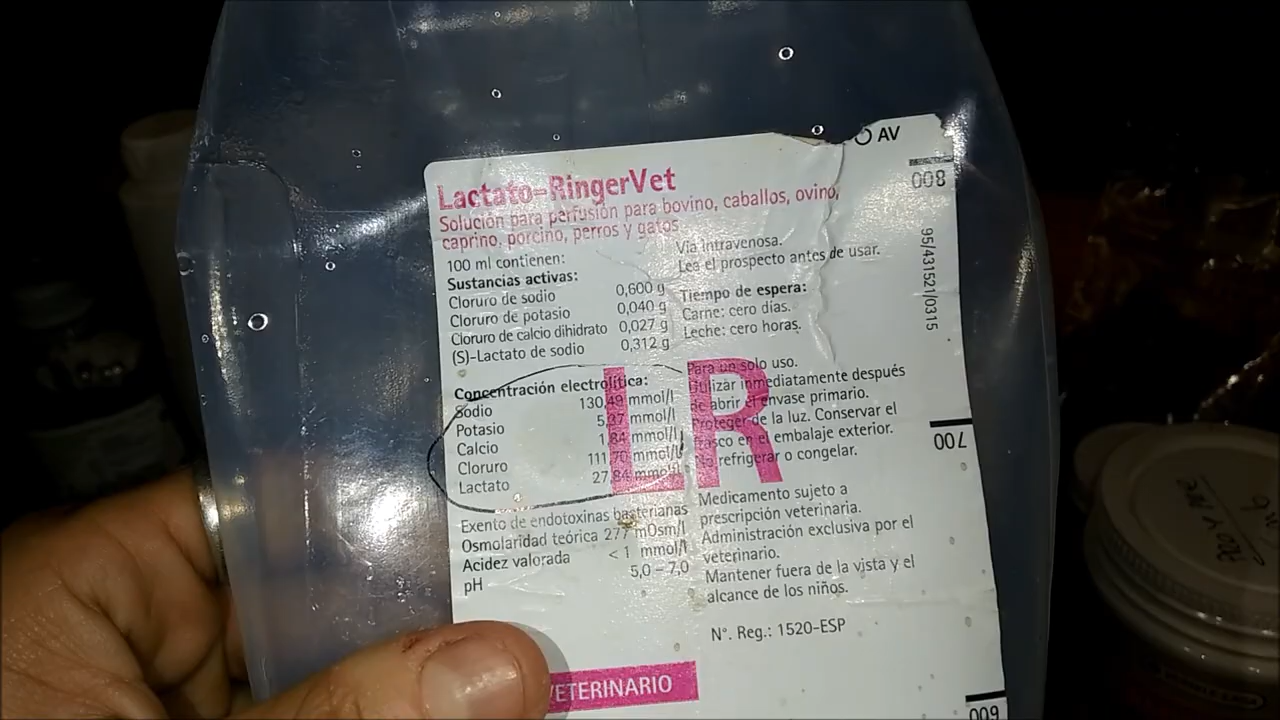 AV
Lactato-RingerVet
Solución para perfusión para bovino, caballos, ovino,
caprino, porcino, perros y gatos
100 ml contienen:
Sustancias activas:
Cloruro de sodio 0,600 g
Cloruro de potasio 0,040 g
Cloruro de calcio dihidrato 0,027 g
(S)-Lactato de sodio 0,312 g
Concentración electrolítica:
Sodio 130,49 mmol/l
Potasio 5,37 mmol/l
Calcio 1,84 mmol/l
Cloruro 111,70 mmol/l
Lactato 27,84 mmol/l
Exento de endotoxinas bacterianas
Osmolaridad teórica 277 mOsm/l
Acidez valorada < 1 mmol/l
pH 5,0 – 7,0
Vía intravenosa.
Lea el prospecto antes de usar.
Tiempo de espera:
Carne: cero días.
Leche: cero horas.
Para un solo uso.
Utilizar inmediatamente después
de abrir el envase primario.
Proteger de la luz. Conservar el
frasco en el embalaje exterior.
No refrigerar o congelar.
LR
Medicamento sujeto a
prescripción veterinaria.
Administración exclusiva por el
veterinario.
Mantener fuera de la vista y el
alcance de los niños.
N°. Reg.: 1520-ESP
VETERINARIO
95/431521/0315
800
700
600